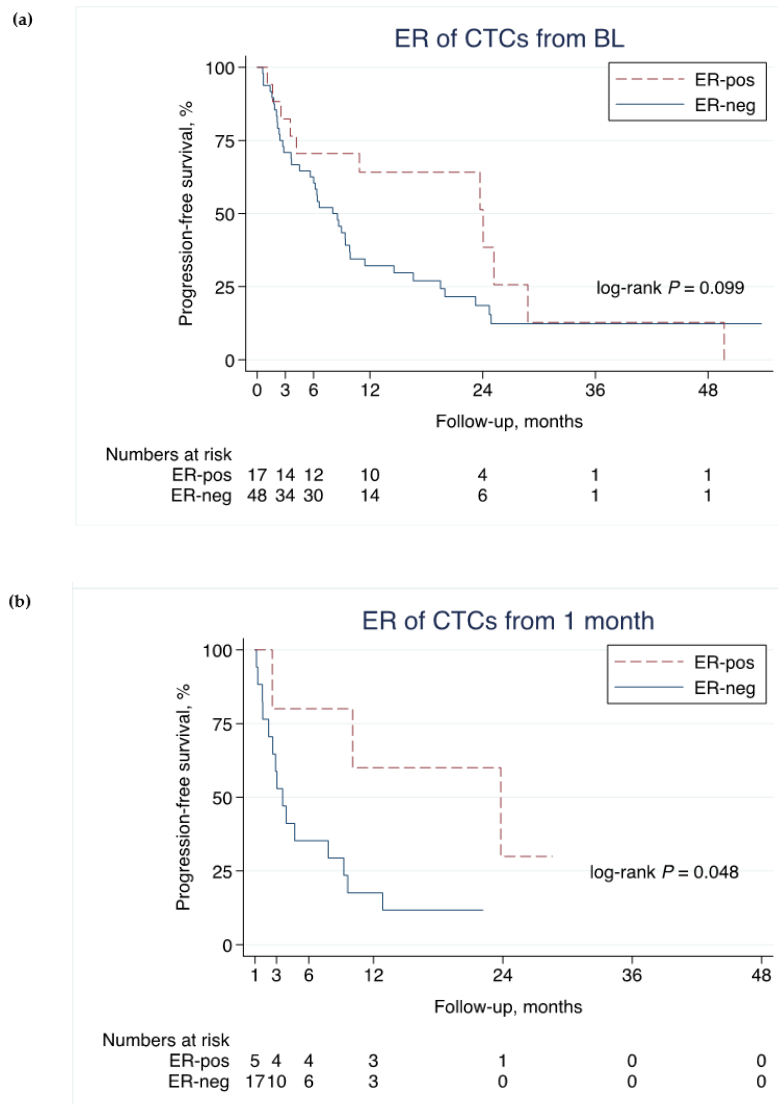 (a)
ER of CTCs from BL
ER-pos
ER-neg
Progression-free survival, %
100
75
50
25
0
log-rank P = 0.099
0 3 6 12 24 36 48
Follow-up, months
Numbers at risk
ER-pos 17 14 12 10 4 1 1
ER-neg 48 34 30 14 6 1 1
(b)
ER of CTCs from 1 month
ER-pos
ER-neg
Progression-free survival, %
100
75
50
25
0
log-rank P = 0.048
1 3 6 12 24 36 48
Follow-up, months
Numbers at risk
ER-pos 5 4 4 3 1 0 0
ER-neg 17 10 6 3 0 0 0